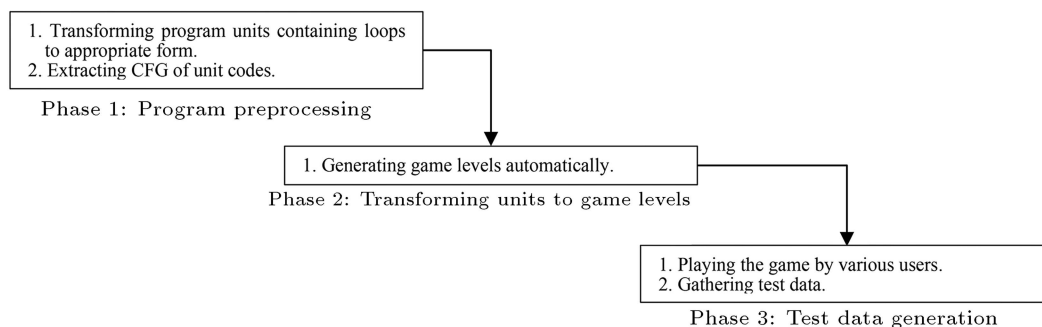 1. Transforming program units containing loops
to appropriate form.
2. Extracting CFG of unit codes.
Phase 1: Program preprocessing
1. Generating game levels automatically.
Phase 2: Transforming units to game levels
1. Playing the game by various users.
2. Gathering test data.
Phase 3: Test data generation